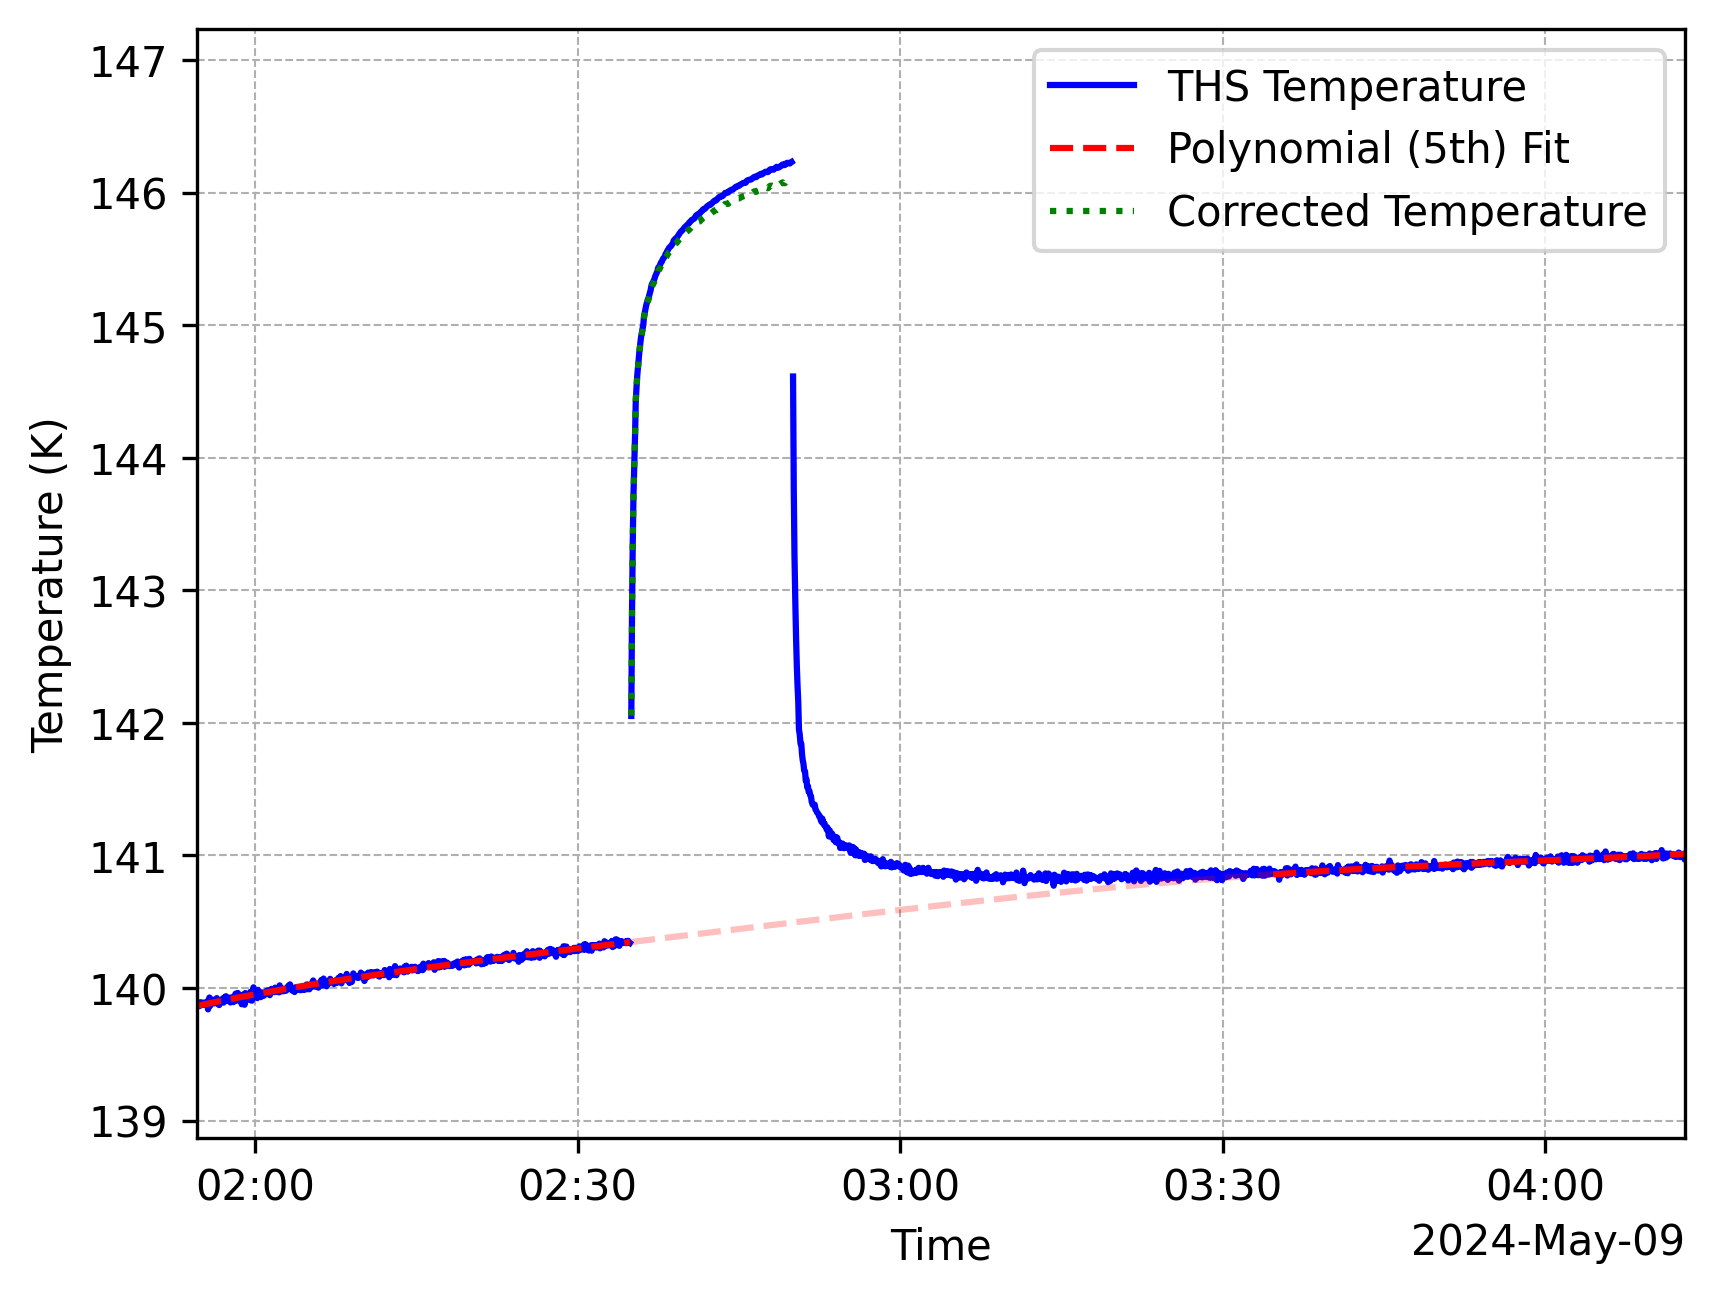 147
146
145
144
143
142
141
140
139
Temperature (K)
THS Temperature
Polynomial (5th) Fit
Corrected Temperature
02:00 02:30 03:00 03:30 04:00
Time
2024-May-09